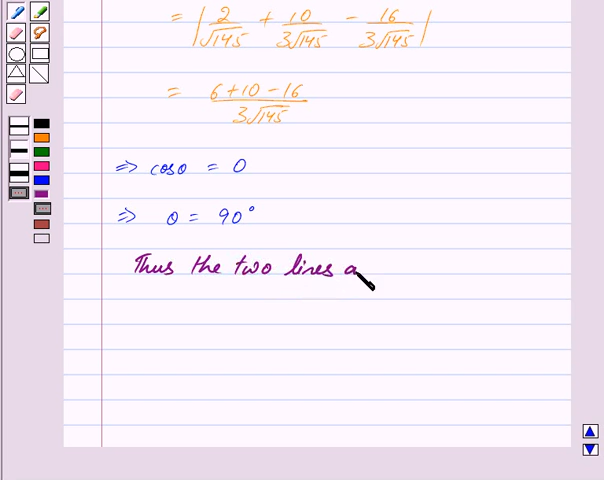 = | 2/√145 + 10/3√145 - 16/3√145 |
= 6+10-16/3√145
⇒ cosθ = 0
⇒ θ = 90°
Thus the two lines a